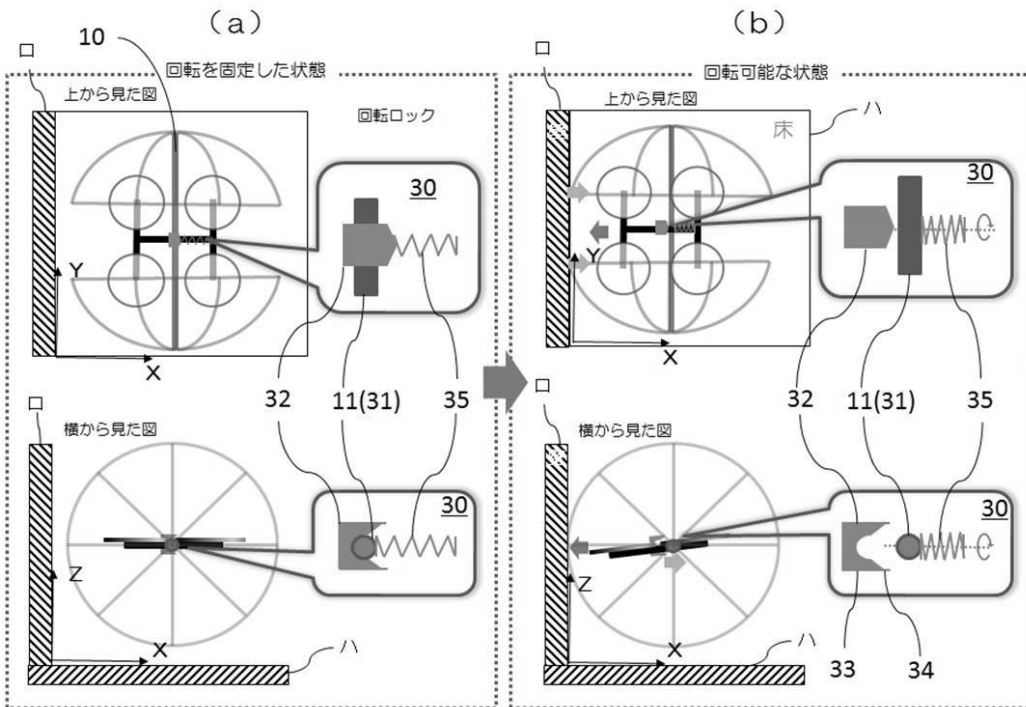 (a)
10
ロ
回転を固定した状態
上から見た図
回転ロック
30
Y
X
32
11(31)
35
ロ
横から見た図
30
Z
X
ハ
(b)
ロ
回転可能な状態
上から見た図
ハ
床
30
Y
X
32
11(31)
35
ロ
横から見た図
30
Z
X
ハ
33
34